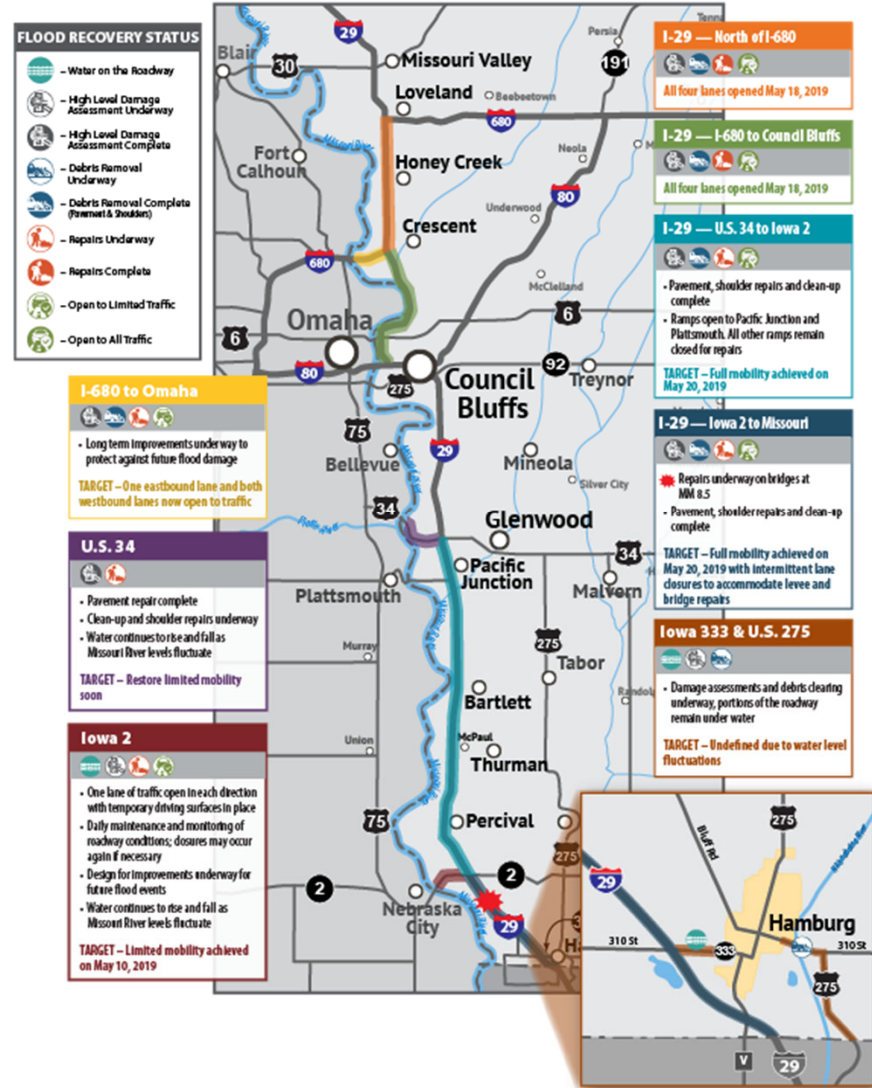 FLOOD RECOVERY STATUS
– Water on the Roadway
– High Level Damage
Assessment Underway
– High Level Damage
Assessment Complete
– Debris Removal
Underway
– Debris Removal Complete
(Pavement & Shoulders)
– Repairs Underway
– Repairs Complete
– Open to Limited Traffic
– Open to All Traffic
I-680 to Omaha
• Long term improvements underway to
protect against future flood damage
TARGET – One eastbound lane and both
westbound lanes now open to traffic
U.S. 34
• Pavement repair complete
• Clean-up and shoulder repairs underway
• Water continues to rise and fall as
Missouri River levels fluctuate
TARGET – Restore limited mobility
soon
Iowa 2
• One lane of traffic open in each direction
with temporary driving surfaces in place
• Daily maintenance and monitoring of
roadway conditions; closures may occur
again if necessary
• Design for improvements underway for
future flood events
• Water continues to rise and fall as
Missouri River levels fluctuate
TARGET – Limited mobility achieved
on May 10, 2019
I-29 — North of I-680
All four lanes opened May 18, 2019
I-29 — I-680 to Council Bluffs
All four lanes opened May 18, 2019
I-29 — U.S. 34 to Iowa 2
• Pavement, shoulder repairs and clean-up
complete
• Ramps open to Pacific Junction and
Plattsmouth. All other ramps remain
closed for repairs
TARGET – Full mobility achieved on
May 20, 2019
I-29 — Iowa 2 to Missouri
Repairs underway on bridges at
MM 8.5
- Pavement, shoulder repairs and clean-up
complete
TARGET – Full mobility achieved on
May 20, 2019 with intermittent lane
closures to accommodate levee and
bridge repairs
Iowa 333 & U.S. 275
• Damage assessments and debris clearing
underway, portions of the roadway
remain under water
TARGET – Undefined due to water level
fluctuations
29
Persia
Blair
30
Missouri Valley
191
Loveland
Beebeetown
680
Fort
Calhoun
Honey Creek
Neola
80
Underwood
Crescent
680
McClelland
Omaha
6
6
80
275
92
Treynor
Council
Bluffs
75
29
Bellevue
Mineola
Silver City
34
Glenwood
34
Pacific
Junction
Plattsmouth
Malvern
275
Murray
Tabor
Bartlett
McPaul
Union
Thurman
75
Percival
275
2
2
Nebraska
City
29
275
Bluff Rd
29
Hamburg
310 St
333
310 St
275
V
29